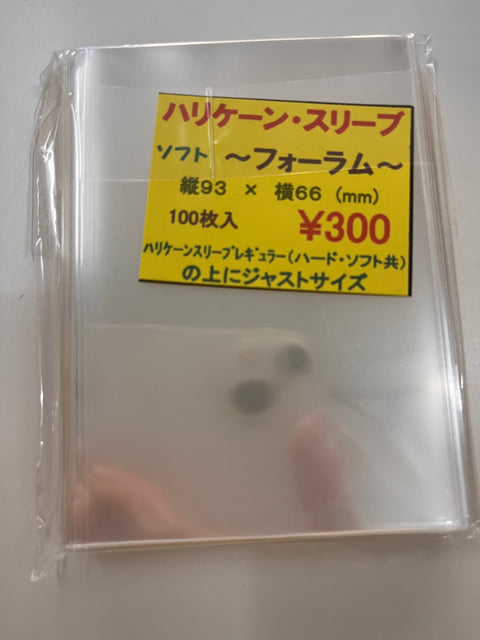 ハリケーン・スリーブ
ソフト ～フォーラム～
縦93 × 横66 (mm)
100枚入 ¥300
ﾊﾘｹｰﾝｽﾘｰﾌﾞﾚｷﾞｭﾗｰ(ハード・ソフト共)
の上にジャストサイズ